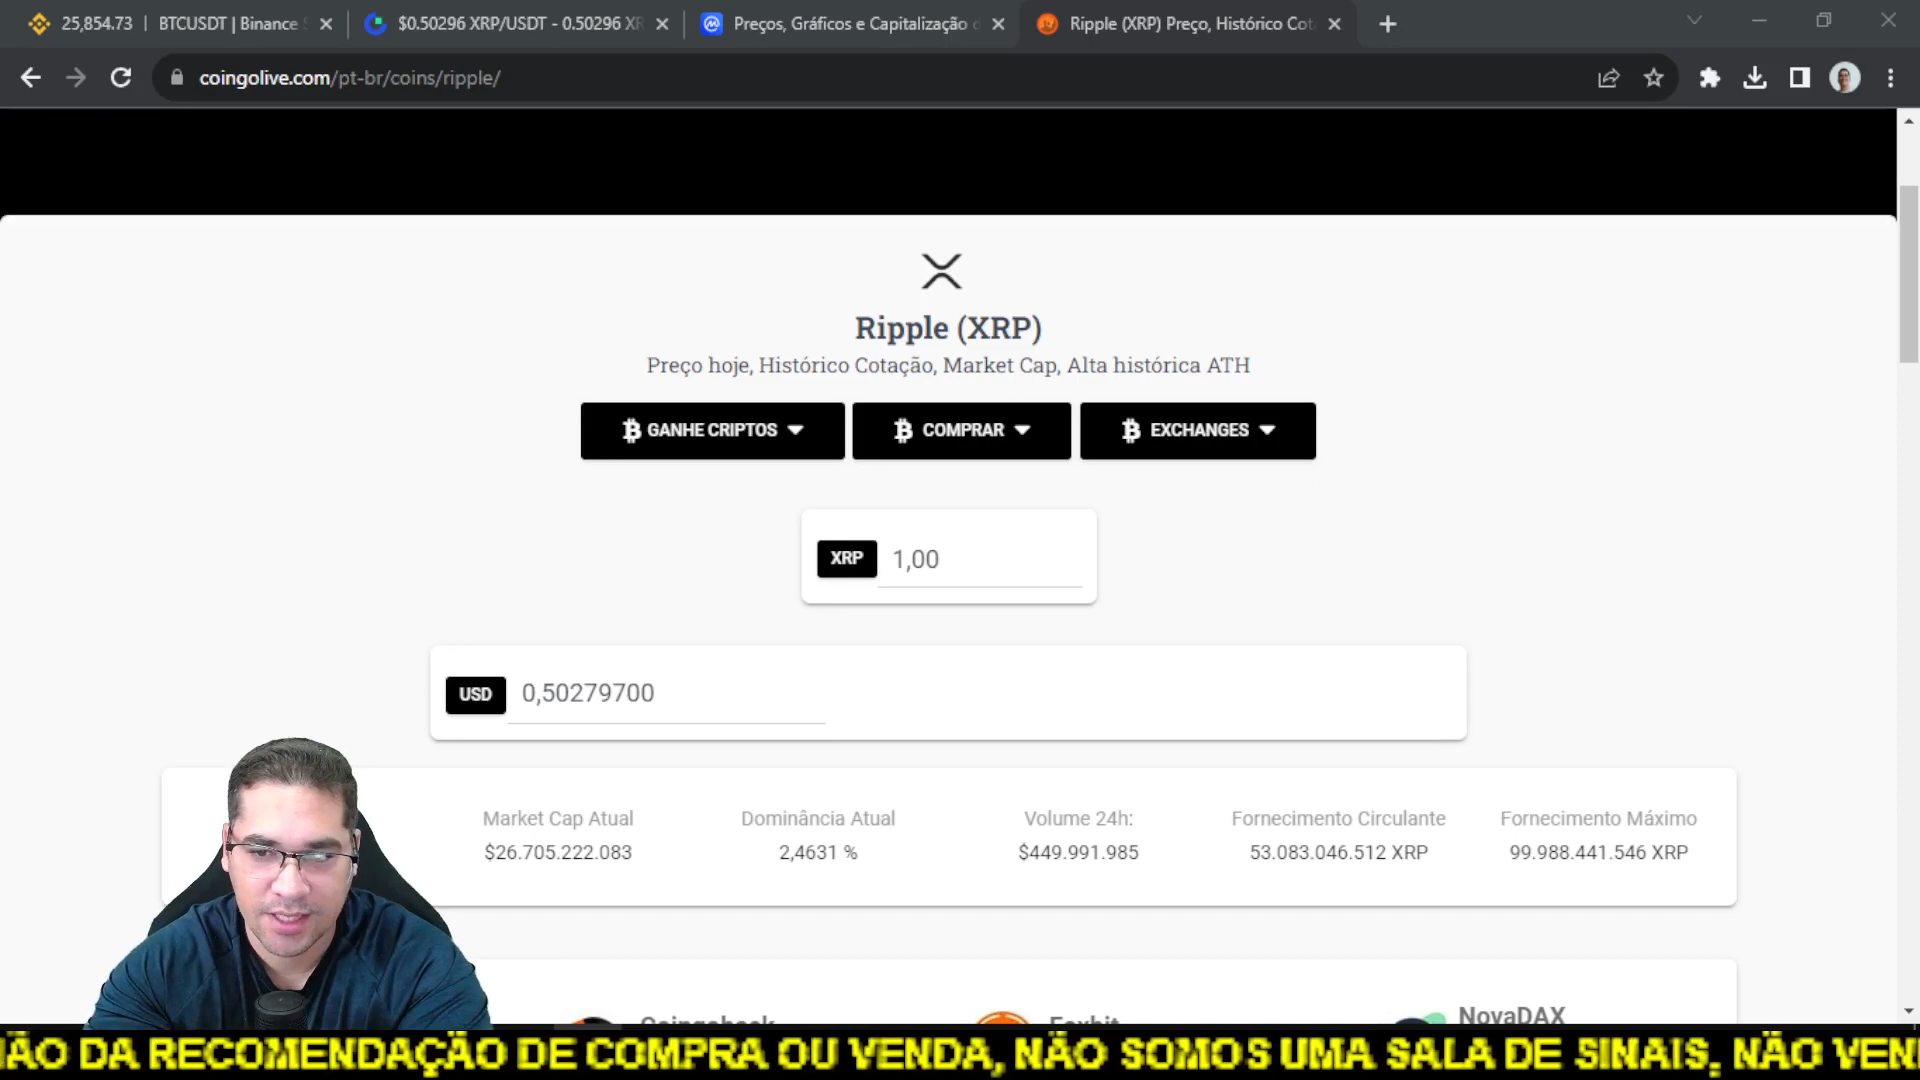 25,854.73 | BTCUSDT | Binance
$0.50296 XRP/USDT - 0.50296 XR
Preços, Gráficos e Capitalização d
Ripple (XRP) Preço, Histórico Cot
coingolive.com/pt-br/coins/ripple/
Ripple (XRP)
Preço hoje, Histórico Cotação, Market Cap, Alta histórica ATH
GANHE CRIPTOS
COMPRAR
EXCHANGES
XRP 1,00
USD 0,50279700
Market Cap Atual
$26.705.222.083
Dominância Atual
2,4631 %
Volume 24h:
$449.991.985
Fornecimento Circulante
53.083.046.512 XRP
Fornecimento Máximo
99.988.441.546 XRP
Foxbit
NovaDAX
ÃO DA RECOMENDAÇÃO DE COMPRA OU VENDA, NÃO SOMOS UMA SALA DE SINAIS, NÃO VEN